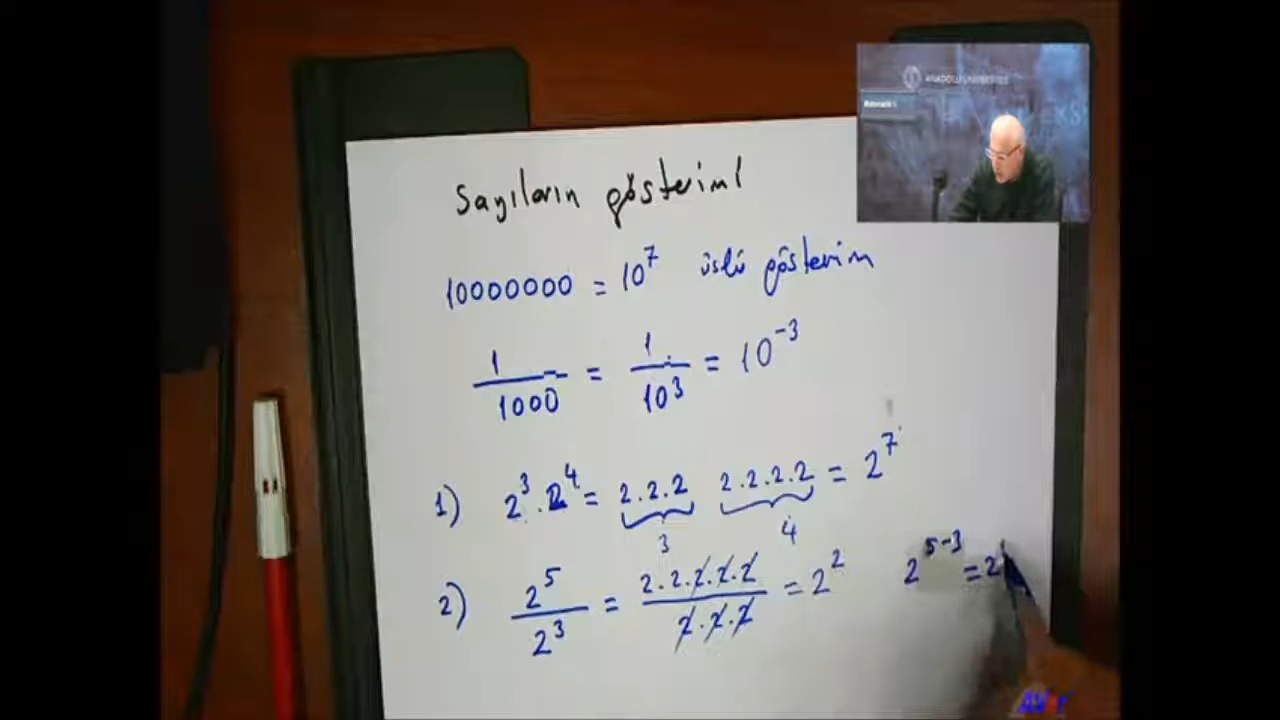 Sayıların gösterimi
10000000 = 10^7 üslü gösterim
1/1000 = 1/10^3 = 10^-3
1) 2^3 . 2^4 = 2.2.2 2.2.2.2 = 2^7
3 4
2) 2^5/2^3 = 2.2.2.2.2/2.2.2 = 2^2 2^5-3 = 2